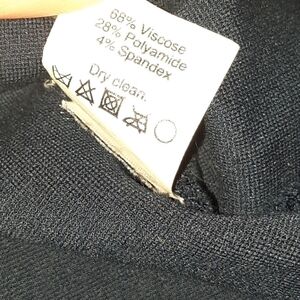 68% Viscose
28% Polyamide
4% Spandex
Dry clean.